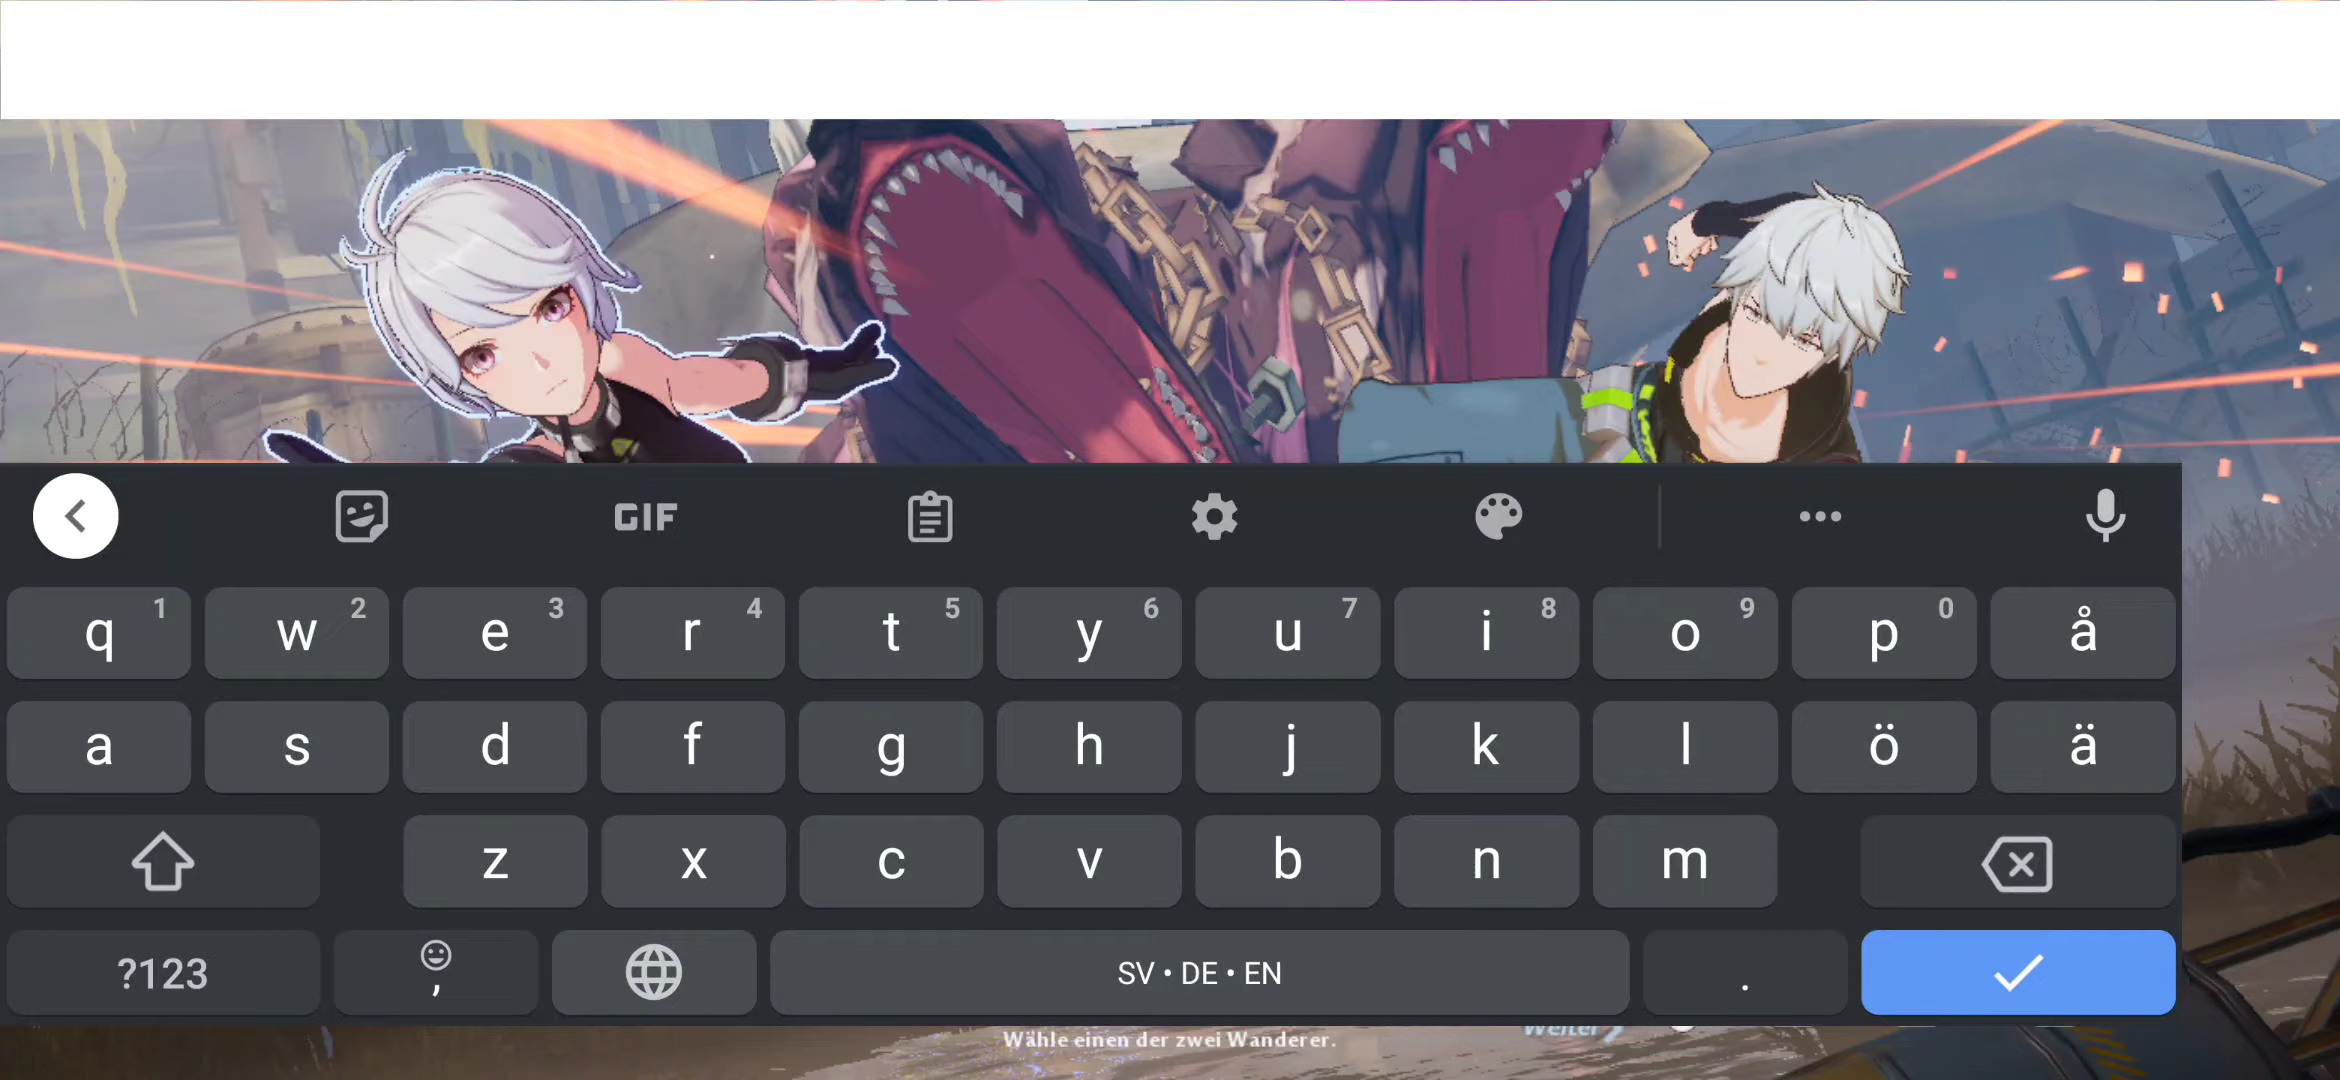 GIF
q 1 w 2 e 3 r 4 t 5 y 6 u 7 i 8 o 9 p 0 å
a s d f g h j k l ö ä
z x c v b n m
?123 , SV • DE • EN .
Weiter
Wähle einen der zwei Wanderer.